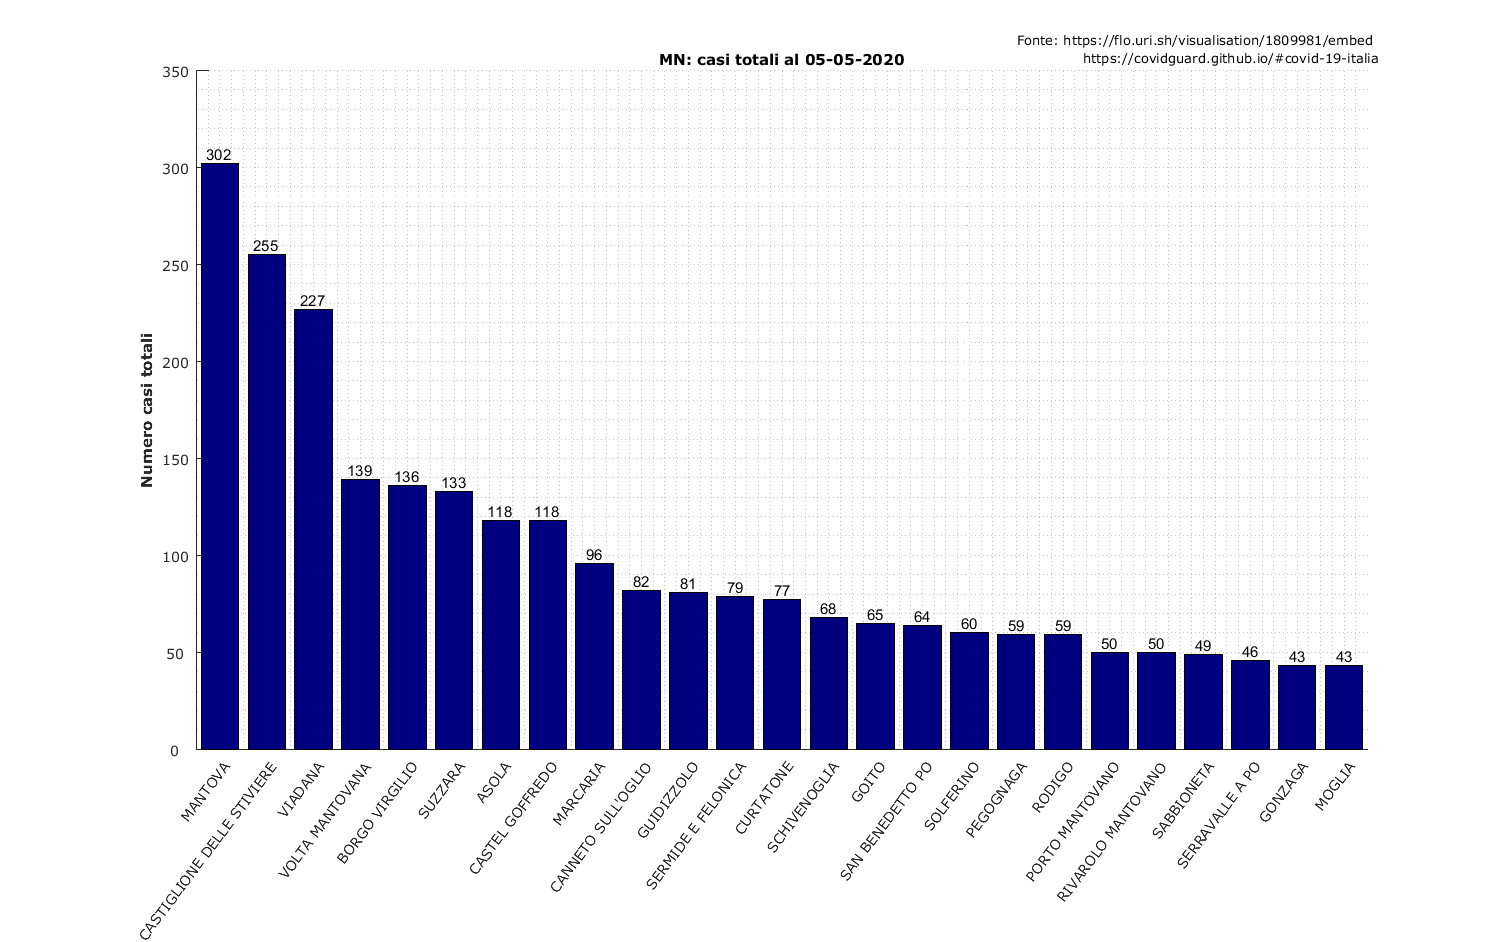 Fonte: https://flo.uri.sh/visualisation/1809981/embed
https://covidguard.github.io/#covid-19-italia
MN: casi totali al 05-05-2020
Numero casi totali
350
300
250
200
150
100
50
0
302
255
227
139
136
133
118
118
96
82
81
79
77
68
65
64
60
59
59
50
50
49
46
43
43
MANTOVA
CASTIGLIONE DELLE STIVIERE
VIADANA
VOLTA MANTOVANA
BORGO VIRGILIO
SUZZARA
ASOLA
CASTEL GOFFREDO
MARCARIA
CANNETO SULL'OGLIO
GUIDIZZOLO
SERMIDE E FELONICA
CURTATONE
SCHIVENOGLIA
GOITO
SAN BENEDETTO PO
SOLFERINO
PEGOGNAGA
RODIGO
PORTO MANTOVANO
RIVAROLO MANTOVANO
SABBIONETA
SERRAVALLE A PO
GONZAGA
MOGLIA